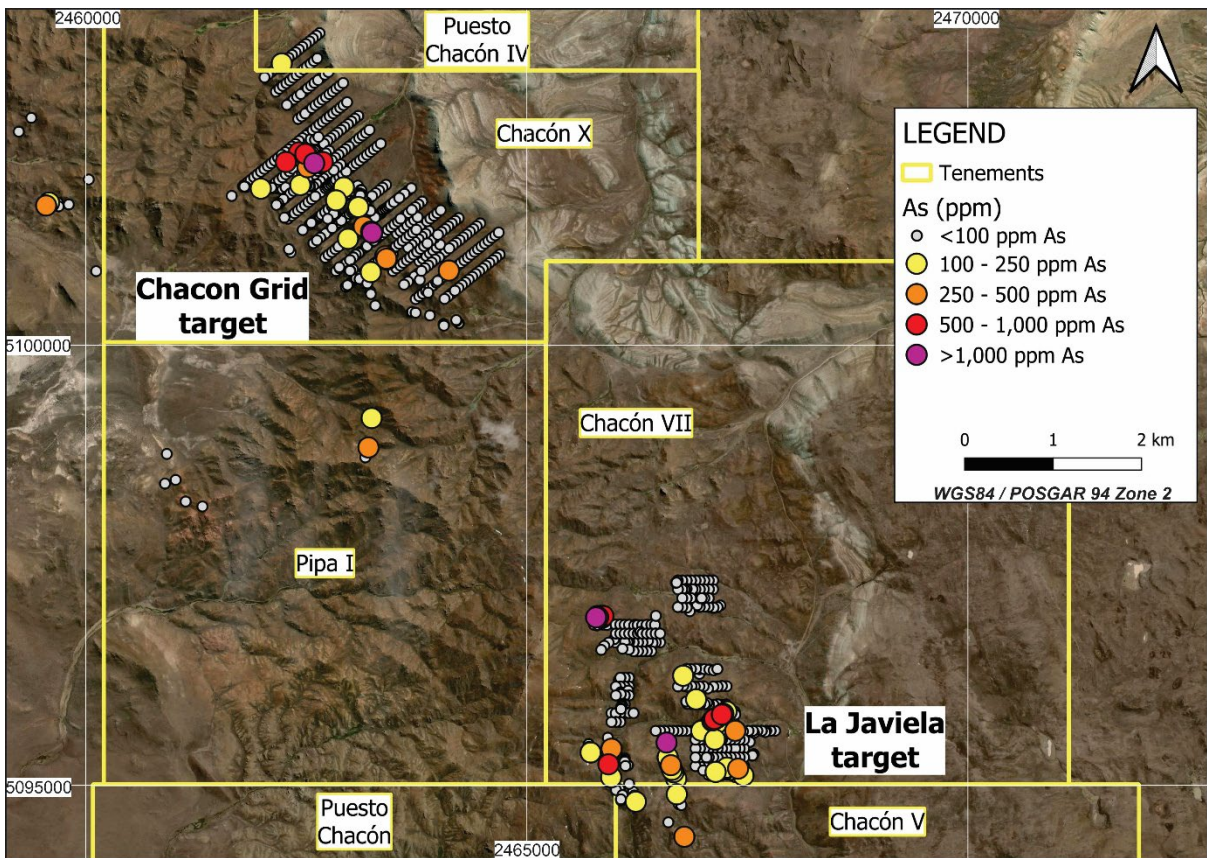 2460000
2470000
Puesto
Chacón IV
Chacón X
LEGEND
Tenements
As (ppm)
<100 ppm As
100 - 250 ppm As
250 - 500 ppm As
500 - 1,000 ppm As
>1,000 ppm As
0 1 2 km
WGS84 / POSGAR 94 Zone 2
Chacon Grid
target
5100000
Chacón VII
Pipa I
La Javiela
target
5095000
Puesto
Chacón
Chacón V
2465000